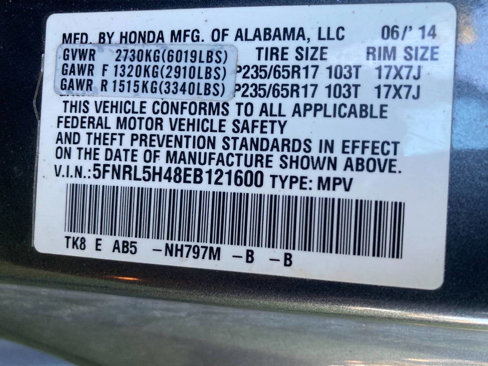 MFD. BY HONDA MFG. OF ALABAMA, LLC 06/'14
GVWR 2730KG(6019LBS) TIRE SIZE RIM SIZE
GAWR F 1320KG(2910LBS) P235/65R17 103T 17X7J
GAWR R 1515KG(3340LBS) P235/65R17 103T 17X7J
THIS VEHICLE CONFORMS TO ALL APPLICABLE
FEDERAL MOTOR VEHICLE SAFETY
AND THEFT PREVENTION STANDARDS IN EFFECT
ON THE DATE OF MANUFACTURE SHOWN ABOVE.
V.I.N.:5FNRL5H48EB121600 TYPE: MPV
TK8 E AB5 -NH797M -B -B